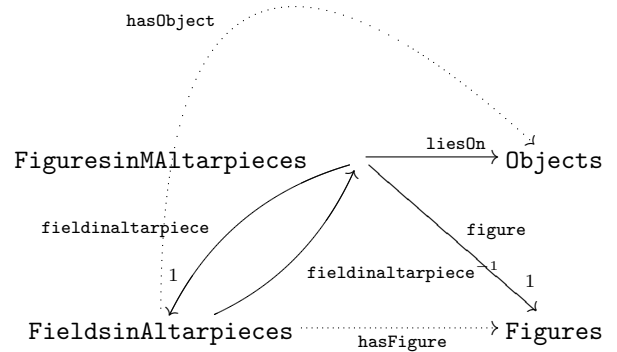 hasObject
liesOn
FiguresinMAltarpieces Objects
fieldinaltarpiece figure
1 fieldinaltarpiece⁻¹ 1
FieldsinAltarpieces hasFigure Figures